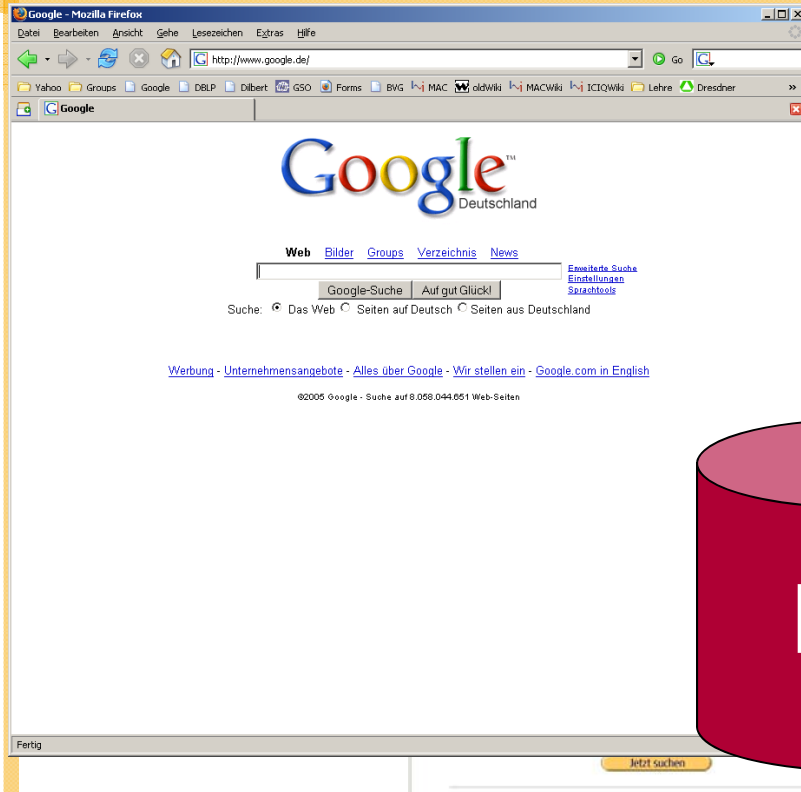 Google - Mozilla Firefox
Datei Bearbeiten Ansicht Gehe Lesezeichen Extras Hilfe
http://www.google.de/ Go
Yahoo Groups Google DBLP Dilbert GSO Forms BVG MAC oldWiki MACWiki ICIQWiki Lehre Dresdner »
Google
Google™
Deutschland
Web Bilder Groups Verzeichnis News
Erweiterte Suche
Einstellungen
Sprachtools
Google-Suche Auf gut Glück!
Suche: Das Web Seiten auf Deutsch Seiten aus Deutschland
Werbung - Unternehmensangebote - Alles über Google - Wir stellen ein - Google.com in English
©2005 Google - Suche auf 8.058.044.651 Web-Seiten
Fertig
Jetzt suchen